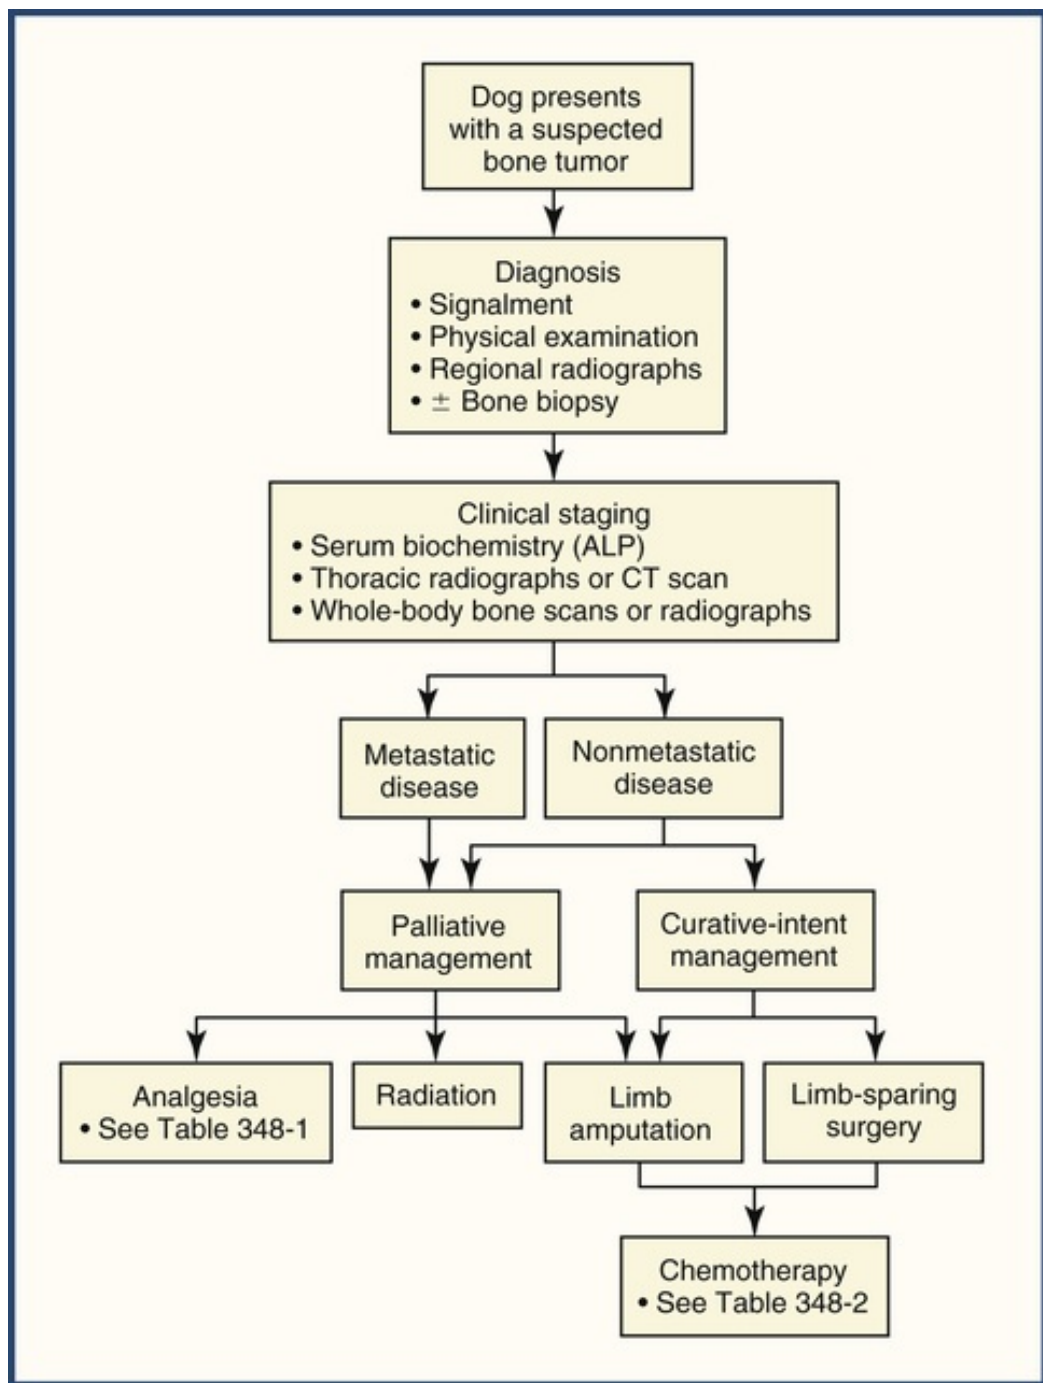 Dog presents
with a suspected
bone tumor
Diagnosis
• Signalment
• Physical examination
• Regional radiographs
• ± Bone biopsy
Clinical staging
• Serum biochemistry (ALP)
• Thoracic radiographs or CT scan
• Whole-body bone scans or radiographs
Metastatic
disease
Nonmetastatic
disease
Palliative
management
Curative-intent
management
Analgesia
• See Table 348-1
Radiation
Limb
amputation
Limb-sparing
surgery
Chemotherapy
• See Table 348-2